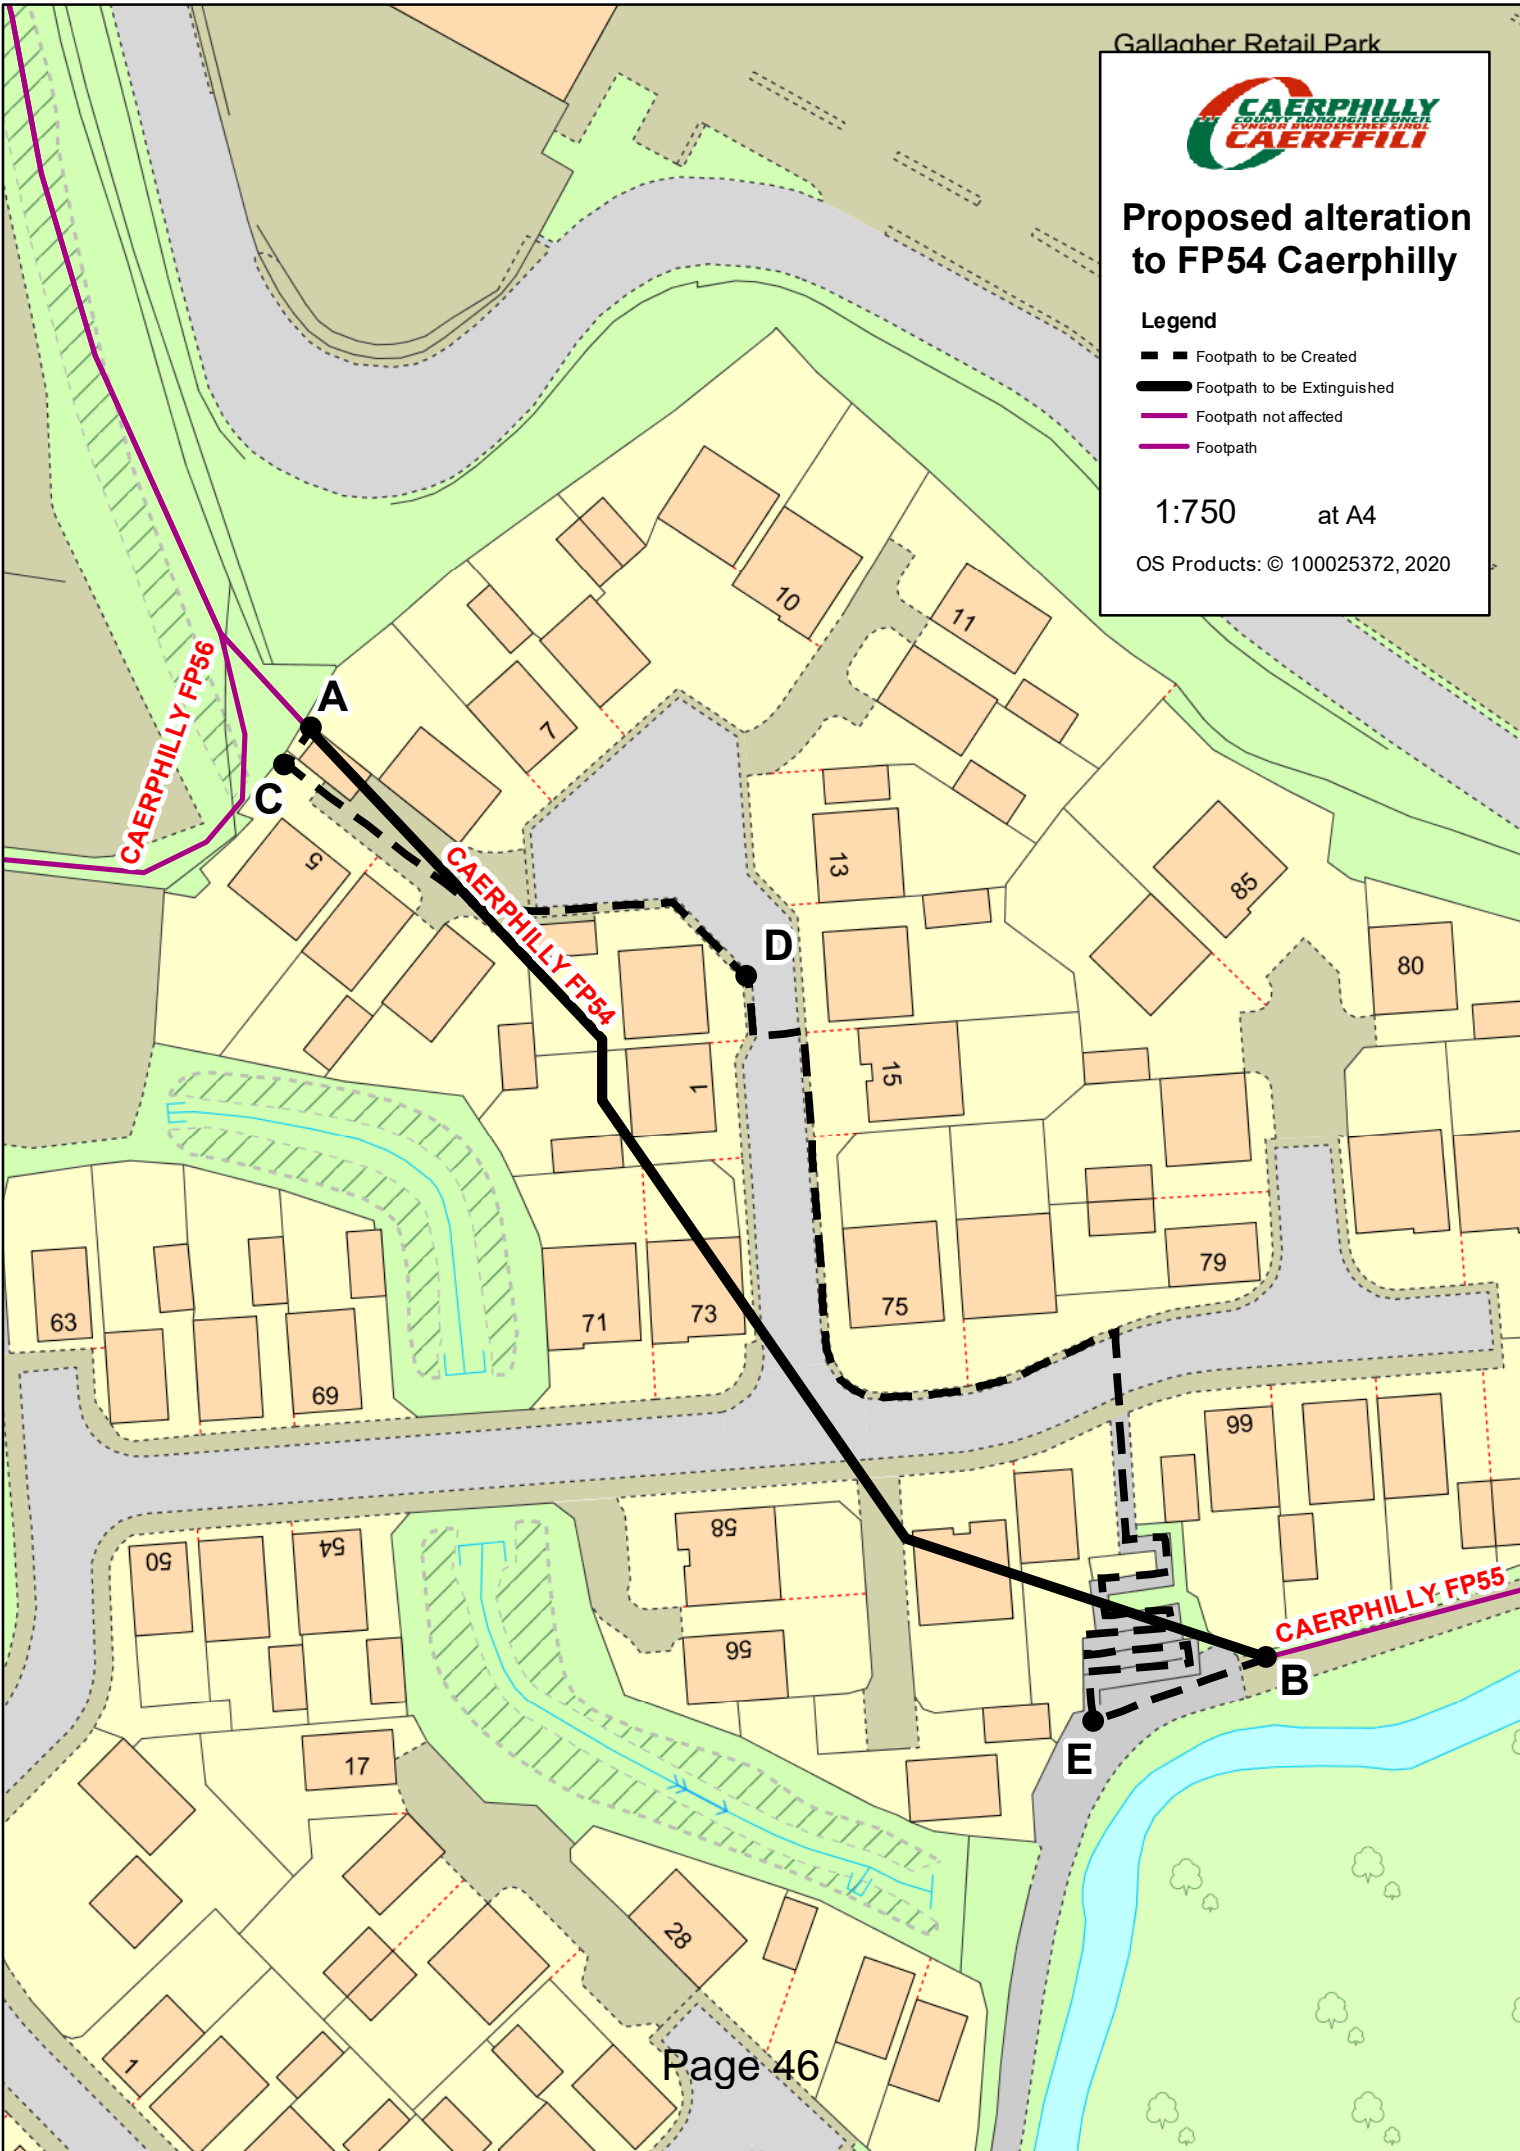 Gallagher Retail Park
CAERPHILLY
COUNTY BOROUGH COUNCIL
CYNGOR BWRDEISTREF SIROL
CAERFFILI
Proposed alteration
to FP54 Caerphilly
Legend
Footpath to be Created
Footpath to be Extinguished
Footpath not affected
Footpath
1:750 at A4
OS Products: © 100025372, 2020
10
11
CAERPHILLY FP56
A
7
C
5
CAERPHILLY FP54
13
85
D
80
15
1
79
63
71
73
75
69
99
58
54
50
CAERPHILLY FP55
56
B
E
17
28
1
Page 46